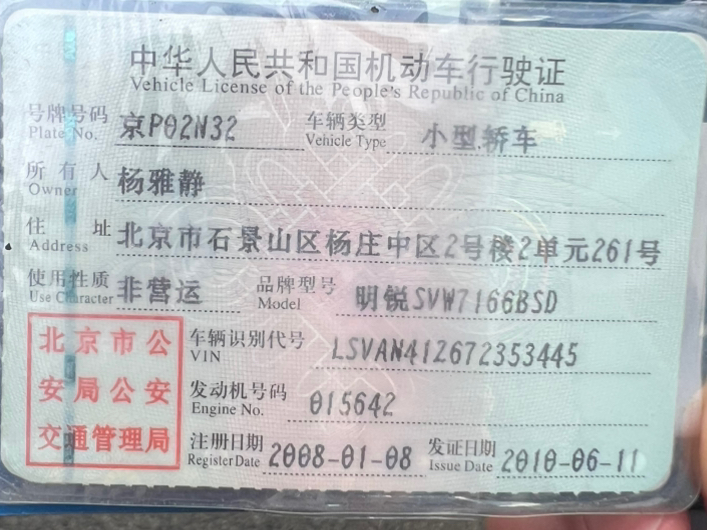 中华人民共和国机动车行驶证
Vehicle License of the People's Republic of China
号牌号码 京P02N32 车辆类型 小型轿车
Plate No. Vehicle Type
所有人 杨雅静
Owner
住址 北京市石景山区杨庄中区2号楼2单元261号
Address
使用性质 非营运 品牌型号 明锐SVW7166BSD
Use Character Model
北京市公
安局公安
交通管理局
车辆识别代号 LSVAN412672353445
VIN
发动机号码 015642
Engine No.
注册日期 2008-01-08 发证日期 2010-06-11
Register Date Issue Date